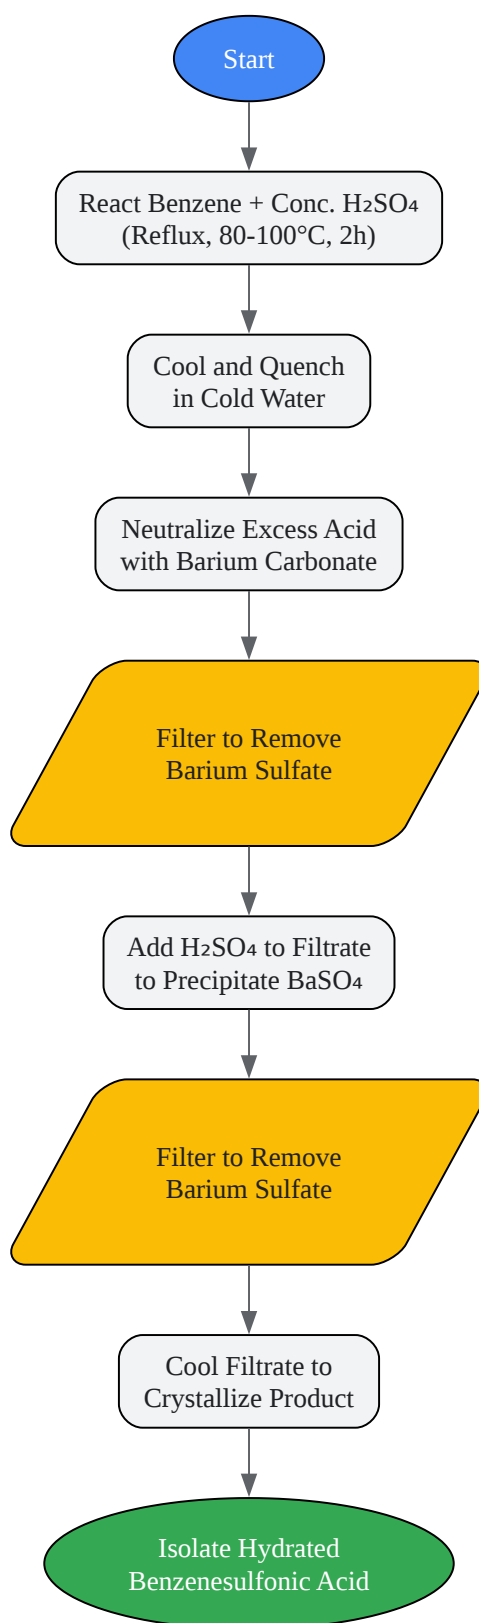 Start
React Benzene + Conc. H₂SO₄
(Reflux, 80-100°C, 2h)
Cool and Quench
in Cold Water
Neutralize Excess Acid
with Barium Carbonate
Filter to Remove
Barium Sulfate
Add H₂SO₄ to Filtrate
to Precipitate BaSO₄
Filter to Remove
Barium Sulfate
Cool Filtrate to
Crystallize Product
Isolate Hydrated
Benzenesulfonic Acid